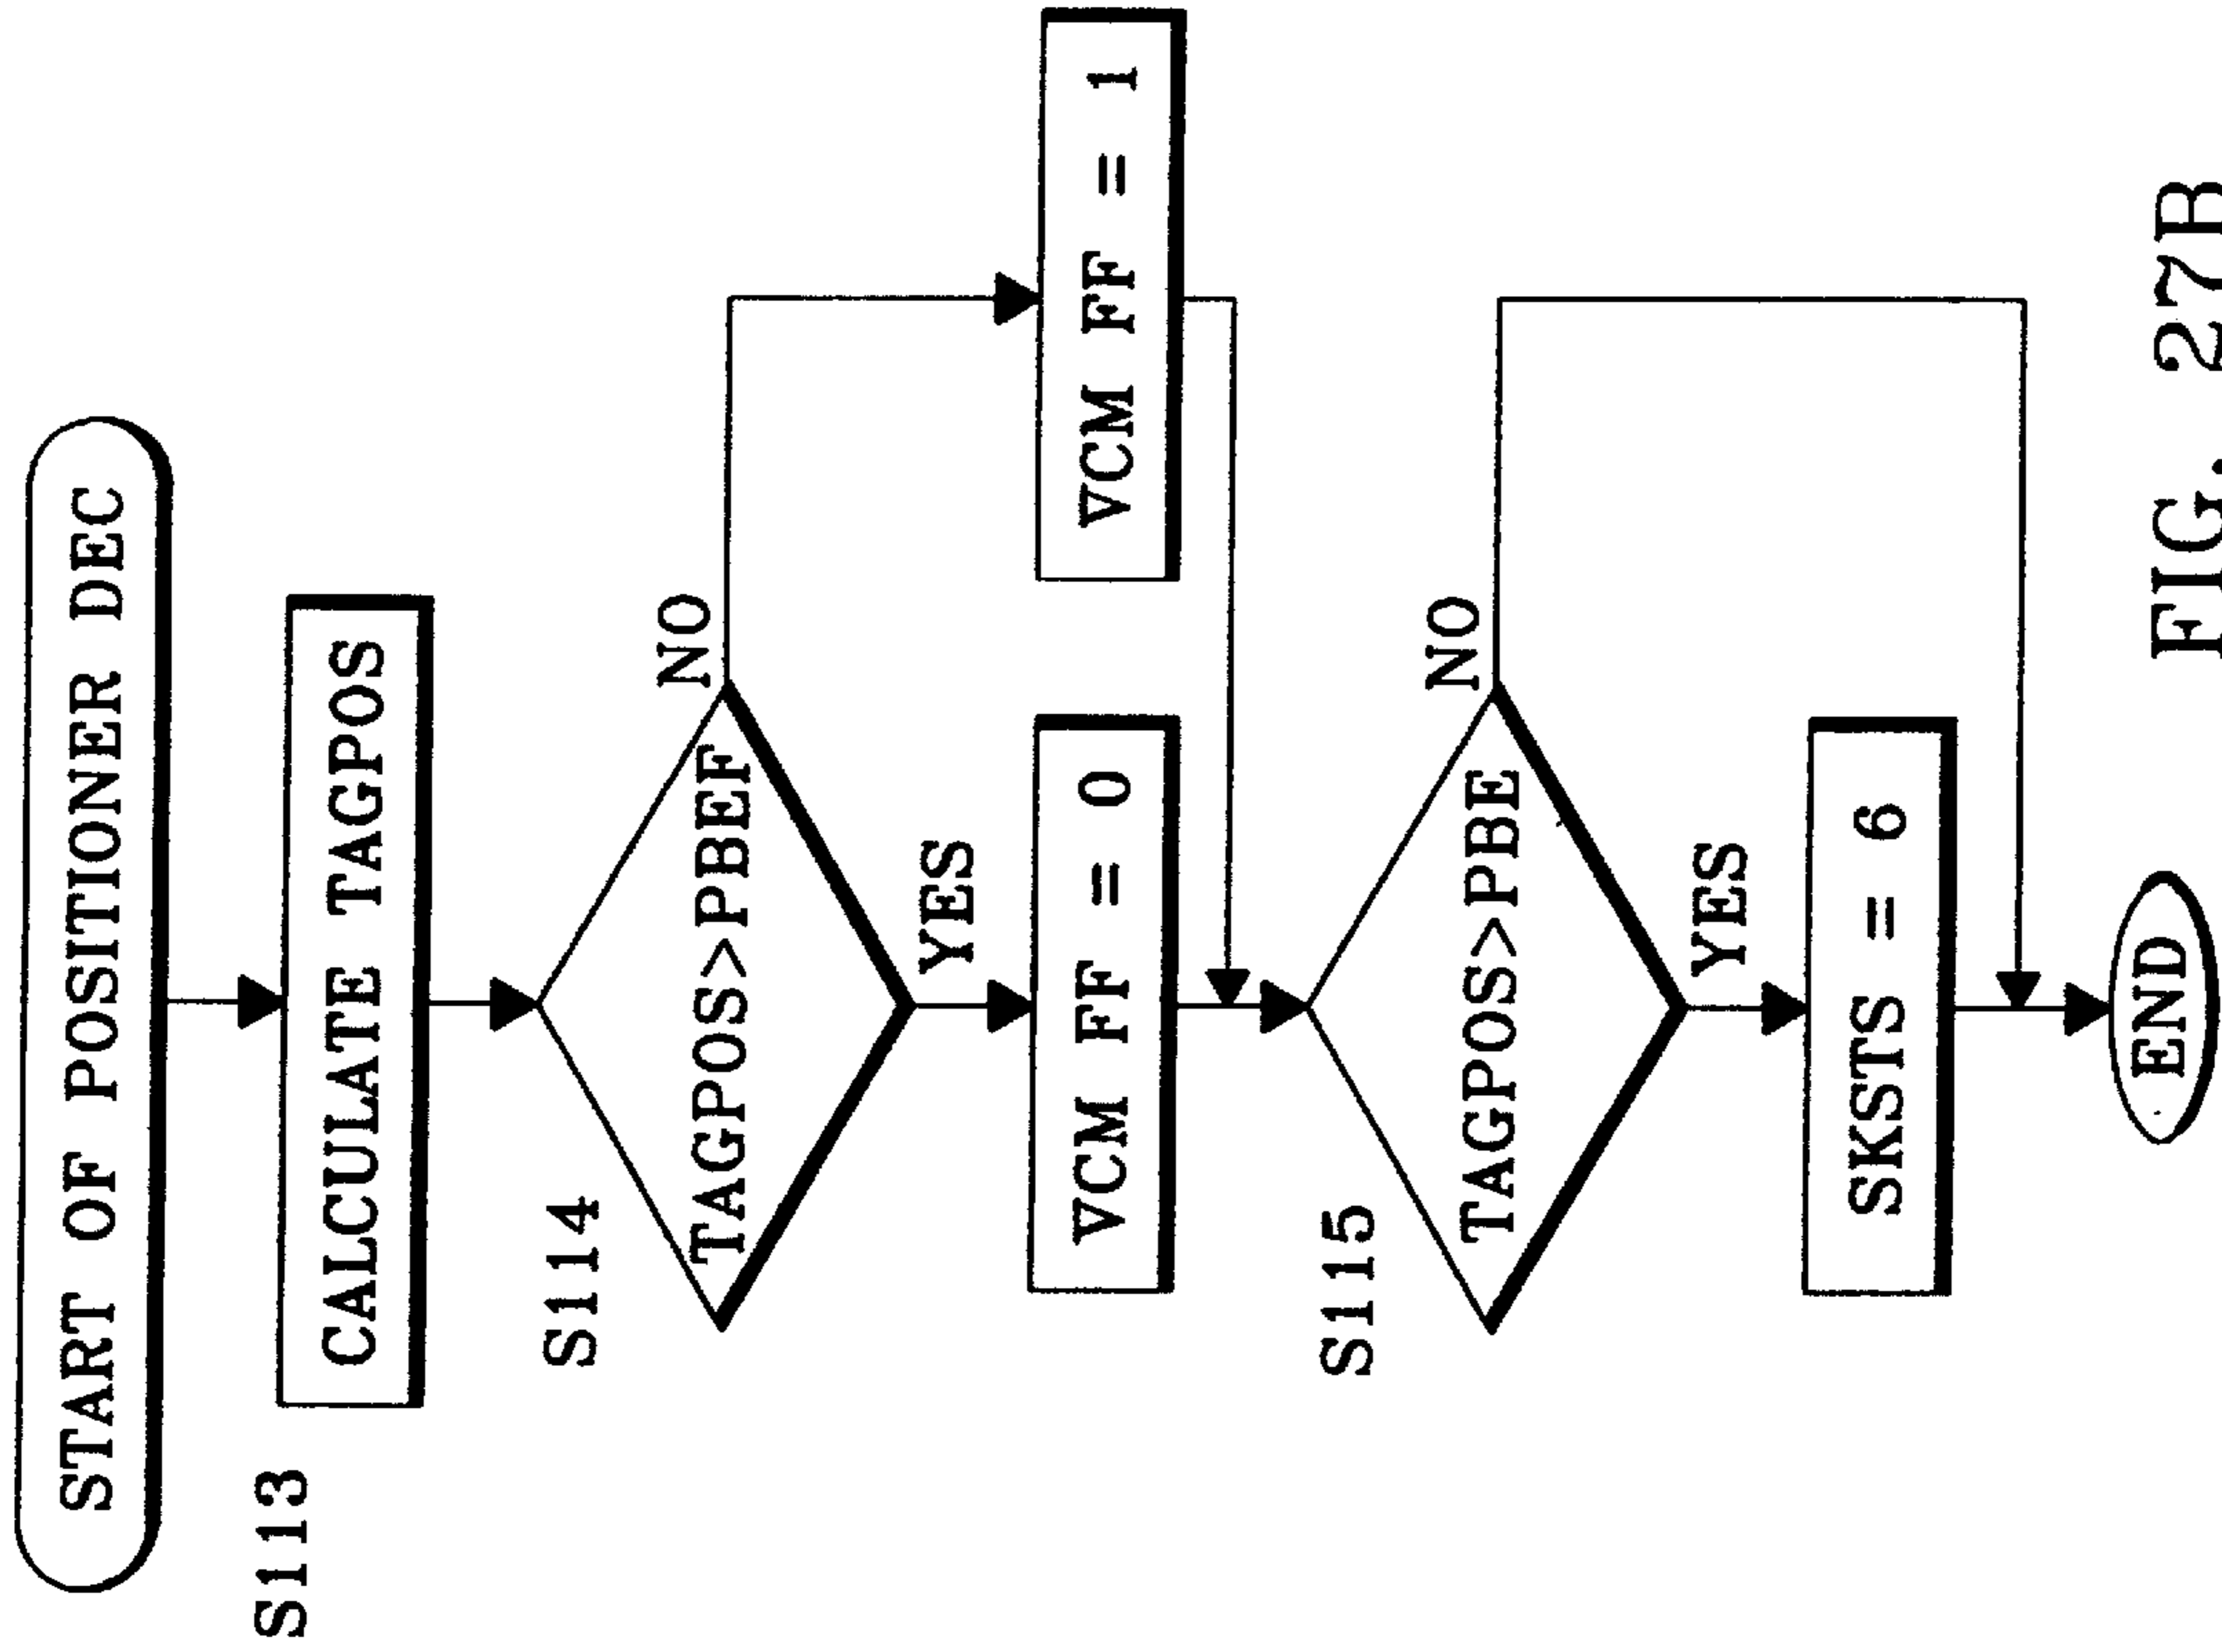 START OF POSITIONER DEC
S113
CALCULATE TAGPOS
S114
TAGPOS>PBEF
NO
YES
VCM FF = 0
VCM FF = 1
S115
TAGPOS>PBE
NO
YES
SKSTS = 6
END
FIG. 27B